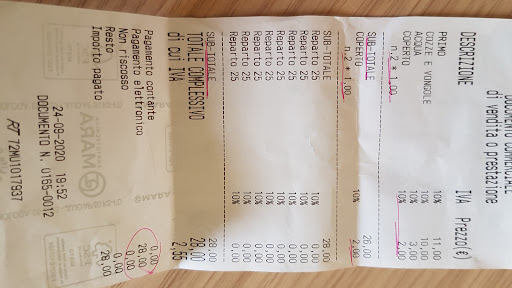 DOCUMENTO COMMERCIALE
di vendita o prestazione
DESCRIZIONE IVA Prezzo(€)
PRIMO 10% 11,00
COZZE E VONGOLE 10% 10,00
ACQUA 10% 3,00
COPERTO 10% 2,00
n.2 * 1,00
SUB-TOTALE 26,00
COPERTO 10% 2,00
n.2 * 1,00
SUB-TOTALE 28,00
Reparto 25 10% 0,00
Reparto 25 10% 0,00
Reparto 25 10% 0,00
Reparto 25 10% 0,00
Reparto 25 10% 0,00
Reparto 25 10% 0,00
Reparto 25 10% 0,00
SUB-TOTALE 28,00
TOTALE COMPLESSIVO 28,00
di cui IVA 2,55
Pagamento contante 0,00
Pagamento elettronico 28,00
Non riscosso 0,00
Resto 0,00
Importo pagato 28,00
24-09-2020 19:52
DOCUMENTO N. 0165-0012
RT 72MU1017937